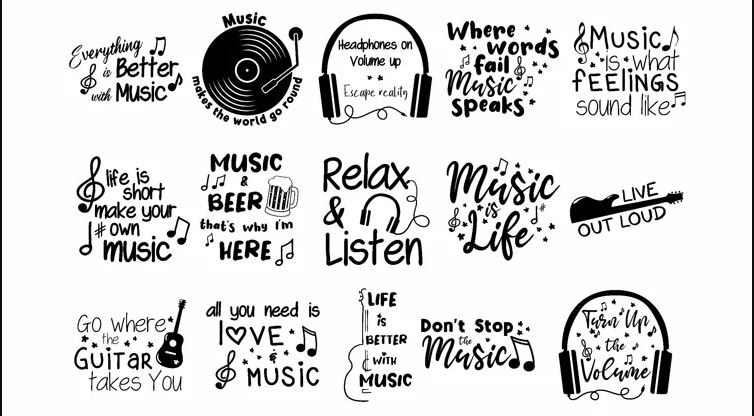 Everything
is Better
with Music
Music
makes the world go round
Headphones on
Volume up
Escape reality
Where
words
fail
Music
speaks
Music
is what
FEELINGS
sound like
life is
short
make your
own
music
MUSIC
&
BEER
that's why I'm
HERE
Relax
&
Listen
Music
is
Life
LIVE
OUT LOUD
Go where
the
GUITAR
takes You
all you need is
LOVE
&
MUSIC
LIFE
is
BETTER
WITH
MUSIC
Don't Stop
the
Music
Turn Up
the
Volume